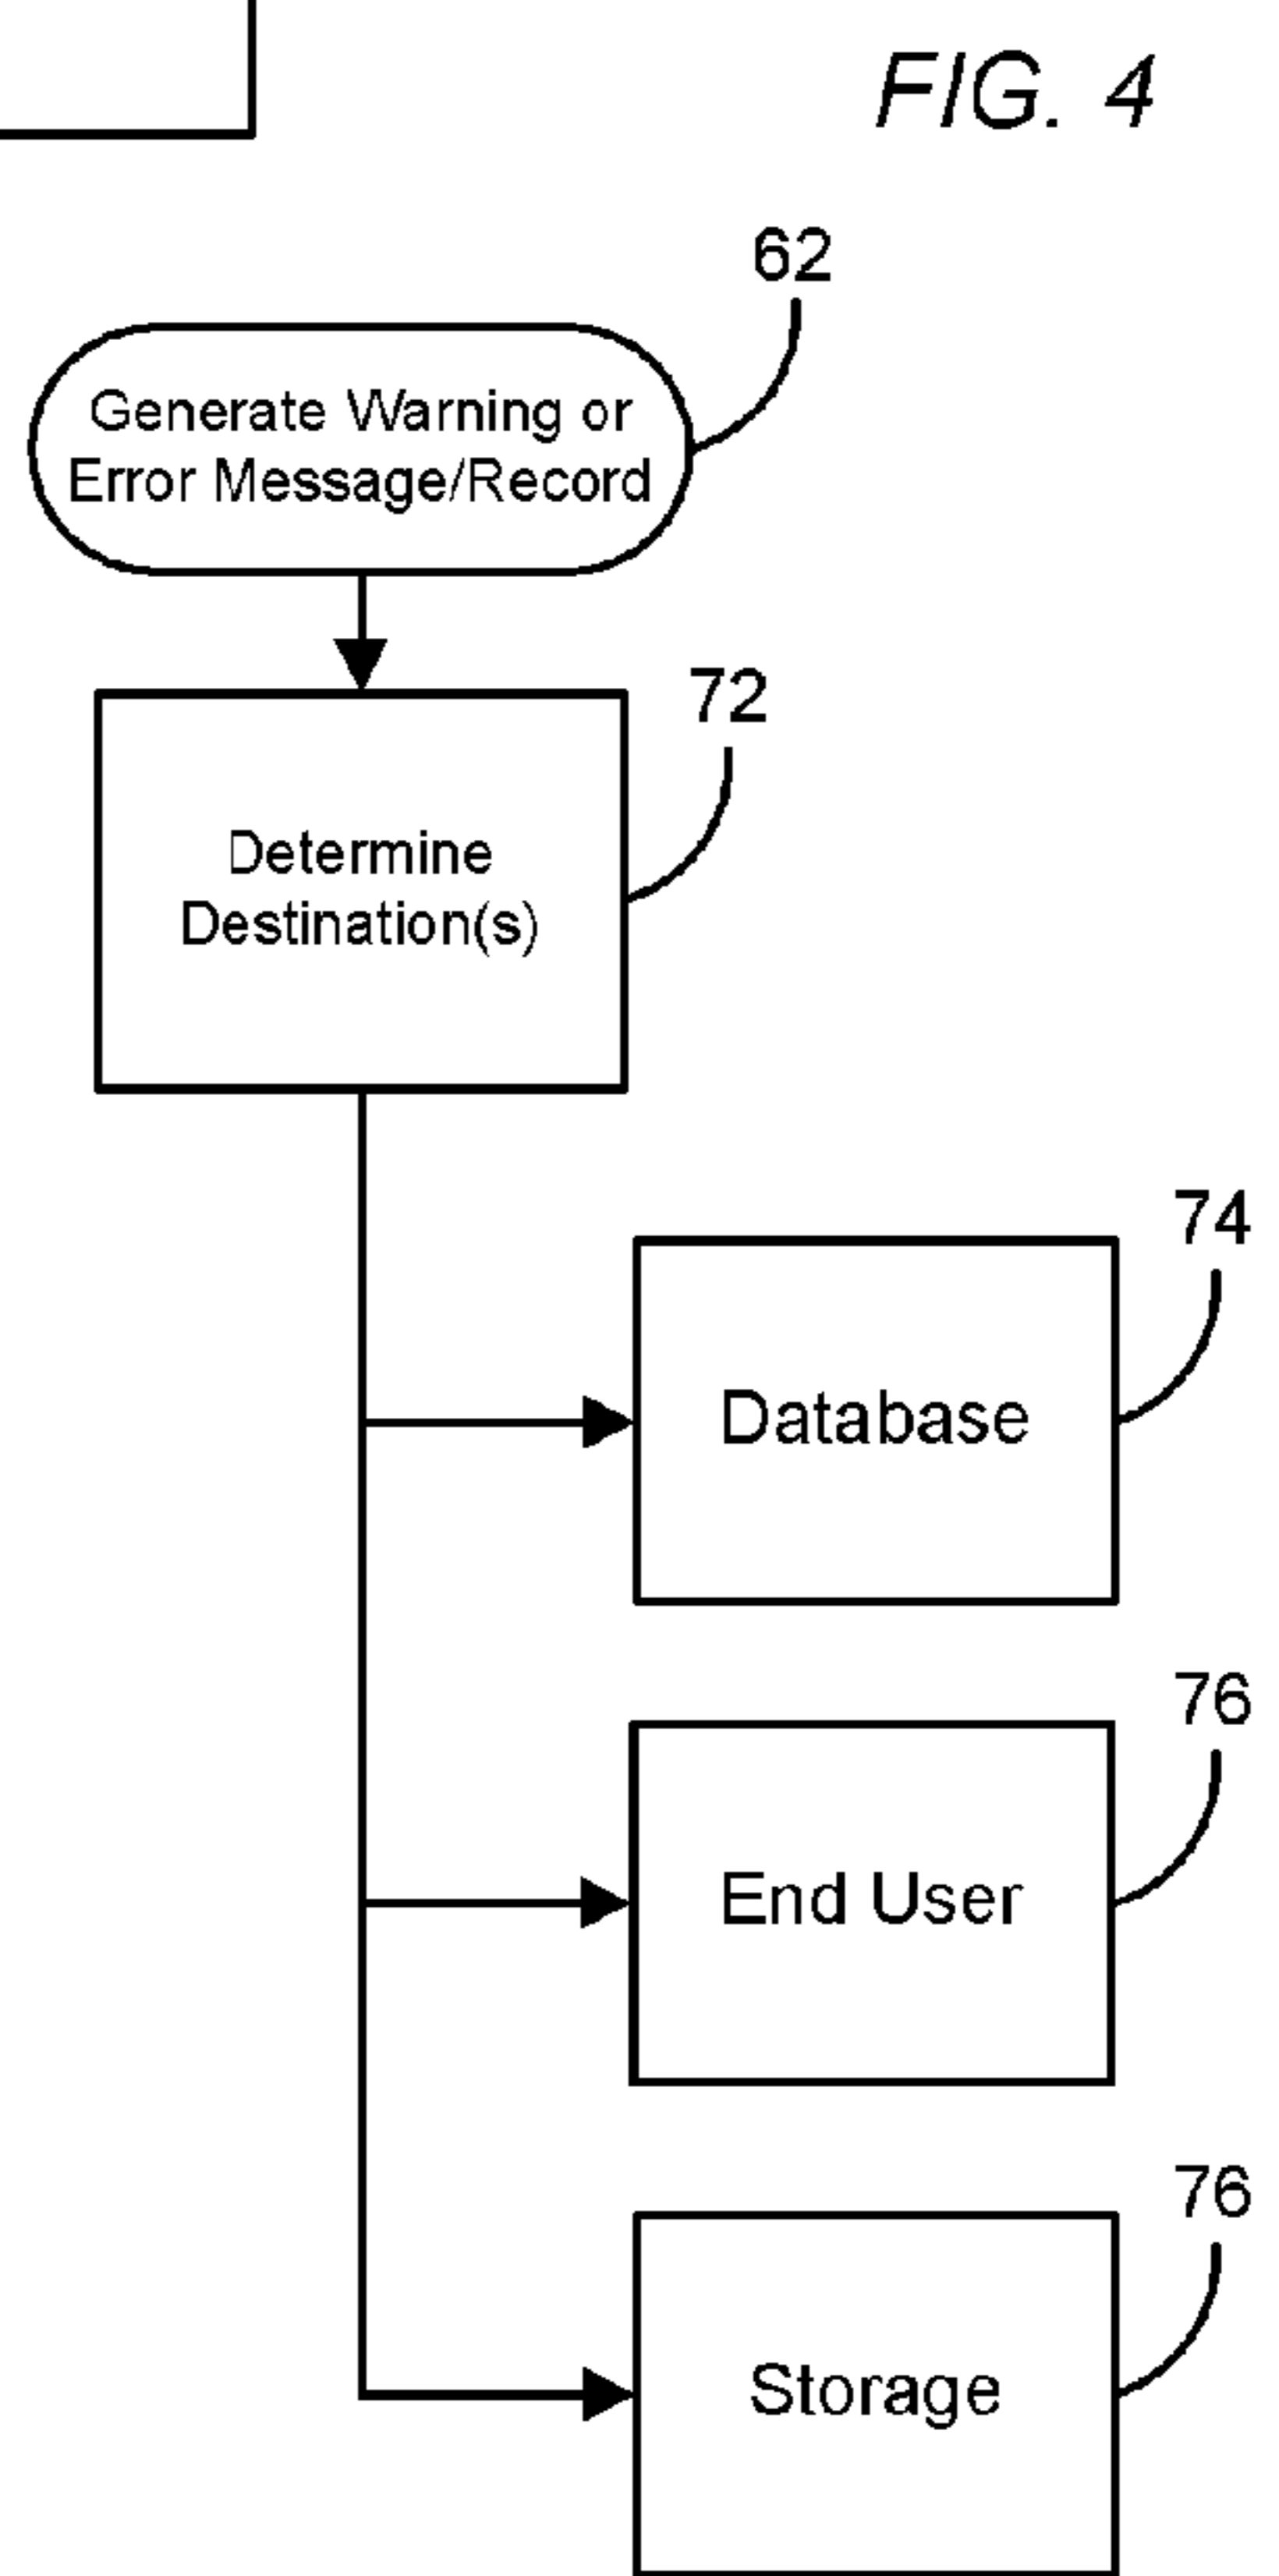 FIG. 4
62
Generate Warning or
Error Message/Record
72
Determine
Destination(s)
74
Database
76
End User
76
Storage